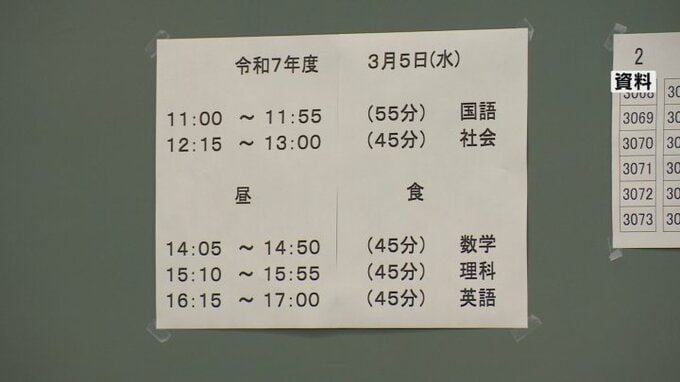 令和7年度 3月5日(水)
11:00 ～ 11:55 (55分) 国語
12:15 ～ 13:00 (45分) 社会
昼 食
14:05 ～ 14:50 (45分) 数学
15:10 ～ 15:55 (45分) 理科
16:15 ～ 17:00 (45分) 英語
2
資料
3069
3070
3071
3072
3073